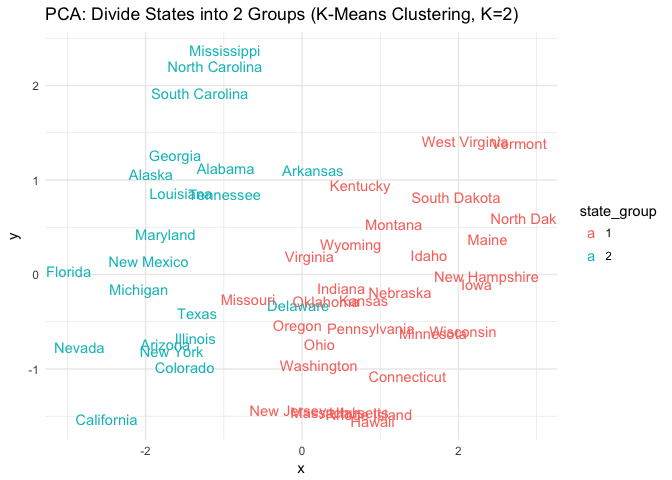 PCA: Divide States into 2 Groups (K-Means Clustering, K=2)
Mississippi
North Carolina
2
South Carolina
West Virginia
Vermont
Georgia
Alabama
Arkansas
Alaska
1
Kentucky
Louisiana
Tennessee
South Dakota
North Dak
state_group
Montana
a 1
Maryland
Maine
a 2
y
Wyoming
Virginia
Idaho
New Mexico
Florida
0
New Hampshire
Iowa
Michigan
Indiana
Nebraska
Missouri
Oklahoma
Kansas
Delaware
Texas
Oregon
Pennsylvania
Minnesota
Wisconsin
Illinois
Arizona
Ohio
Nevada
New York
Colorado
Washington
-1
Connecticut
New Jersey
Massachusetts
Rhode Island
California
Hawaii
-2
0
2
x